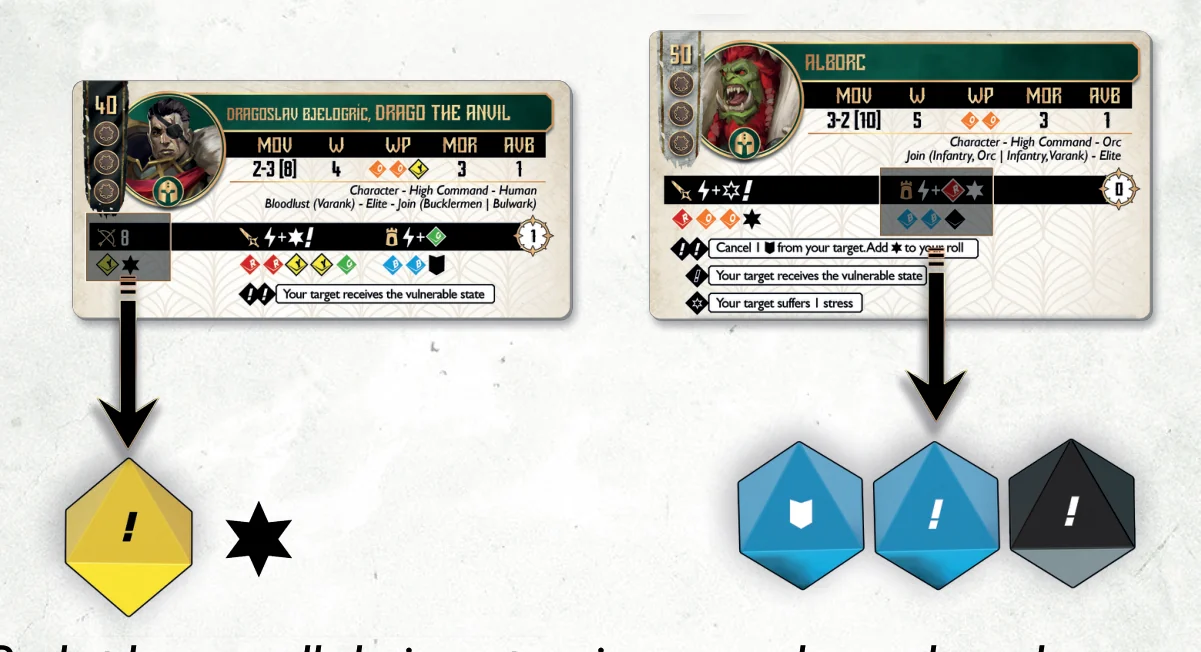 40
DRAGOSLAV BJELOGRÍC, DRAGO THE ANVIL
MOV W WP MOR AVB
2-3 [8] 4 O O Y 3 1
Character - High Command - Human
Bloodlust (Varank) - Elite - Join (Bucklermen | Bulwark)
8 + ! + G 1
Y R R Y Y G B B
Your target receives the vulnerable state
50
ALBORC
MOV W WP MOR AVB
3-2 [10] 5 O O 3 1
Character - High Command - Orc
Join (Infantry, Orc | Infantry,Varank) - Elite
+ ! + R 0
R O O B B
!! Cancel 1 from your target.Add to your roll
! Your target receives the vulnerable state
Your target suffers 1 stress
! ! !